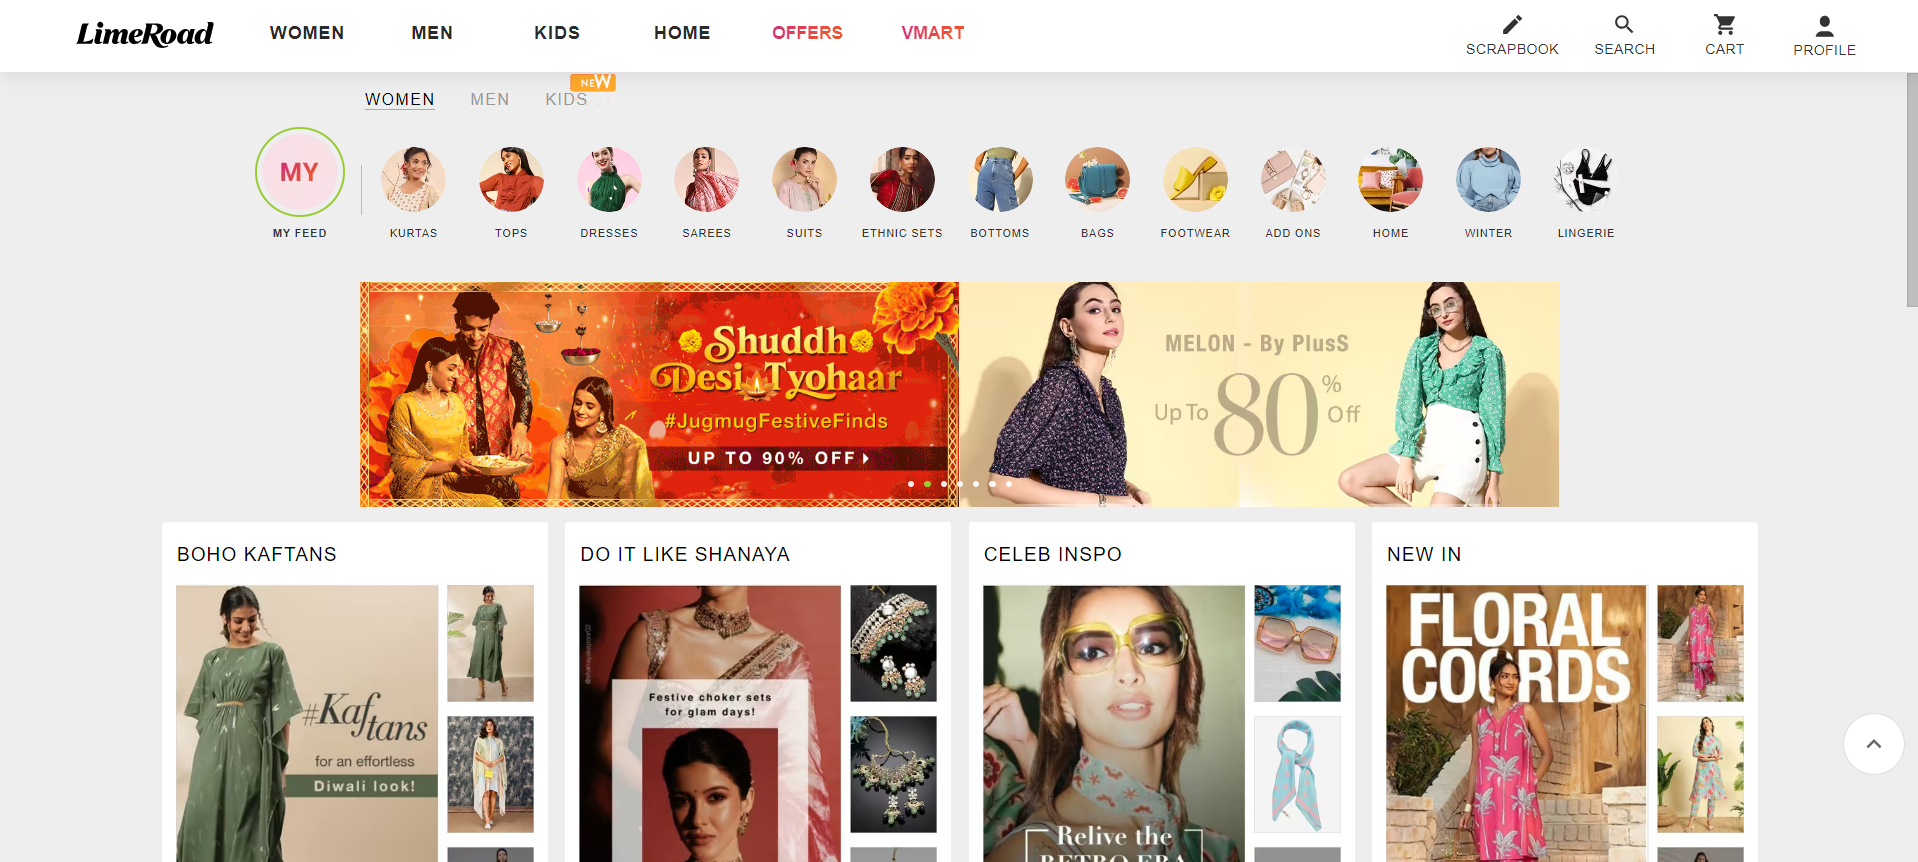 LimeRoad
WOMEN
MEN
KIDS
HOME
OFFERS
VMART
SCRAPBOOK
SEARCH
CART
PROFILE
WOMEN
MEN
KIDS
NEW
MY
MY FEED
KURTAS
TOPS
DRESSES
SAREES
SUITS
ETHNIC SETS
BOTTOMS
BAGS
FOOTWEAR
ADD ONS
HOME
WINTER
LINGERIE
Shuddh
Desi Tyohaar
#JugmugFestiveFinds
UP TO 90% OFF
MELON - By PlusS
Up To 80% Off
BOHO KAFTANS
#Kaftans
for an effortless
Diwali look!
DO IT LIKE SHANAYA
Festive choker sets
for glam days!
CELEB INSPO
Relive the
RETRO ERA
NEW IN
FLORAL
COORDS